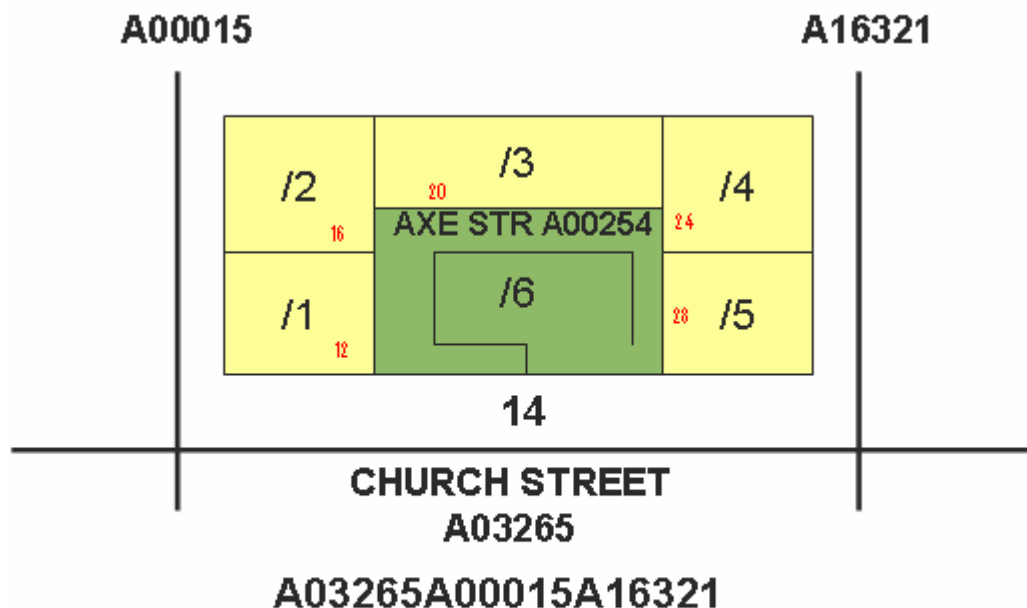 A00015 A16321
/3
/2 /4
20
16 AXE STR A00254 24
/6
/1 28 /5
12
14
CHURCH STREET
A03265
A03265A00015A16321